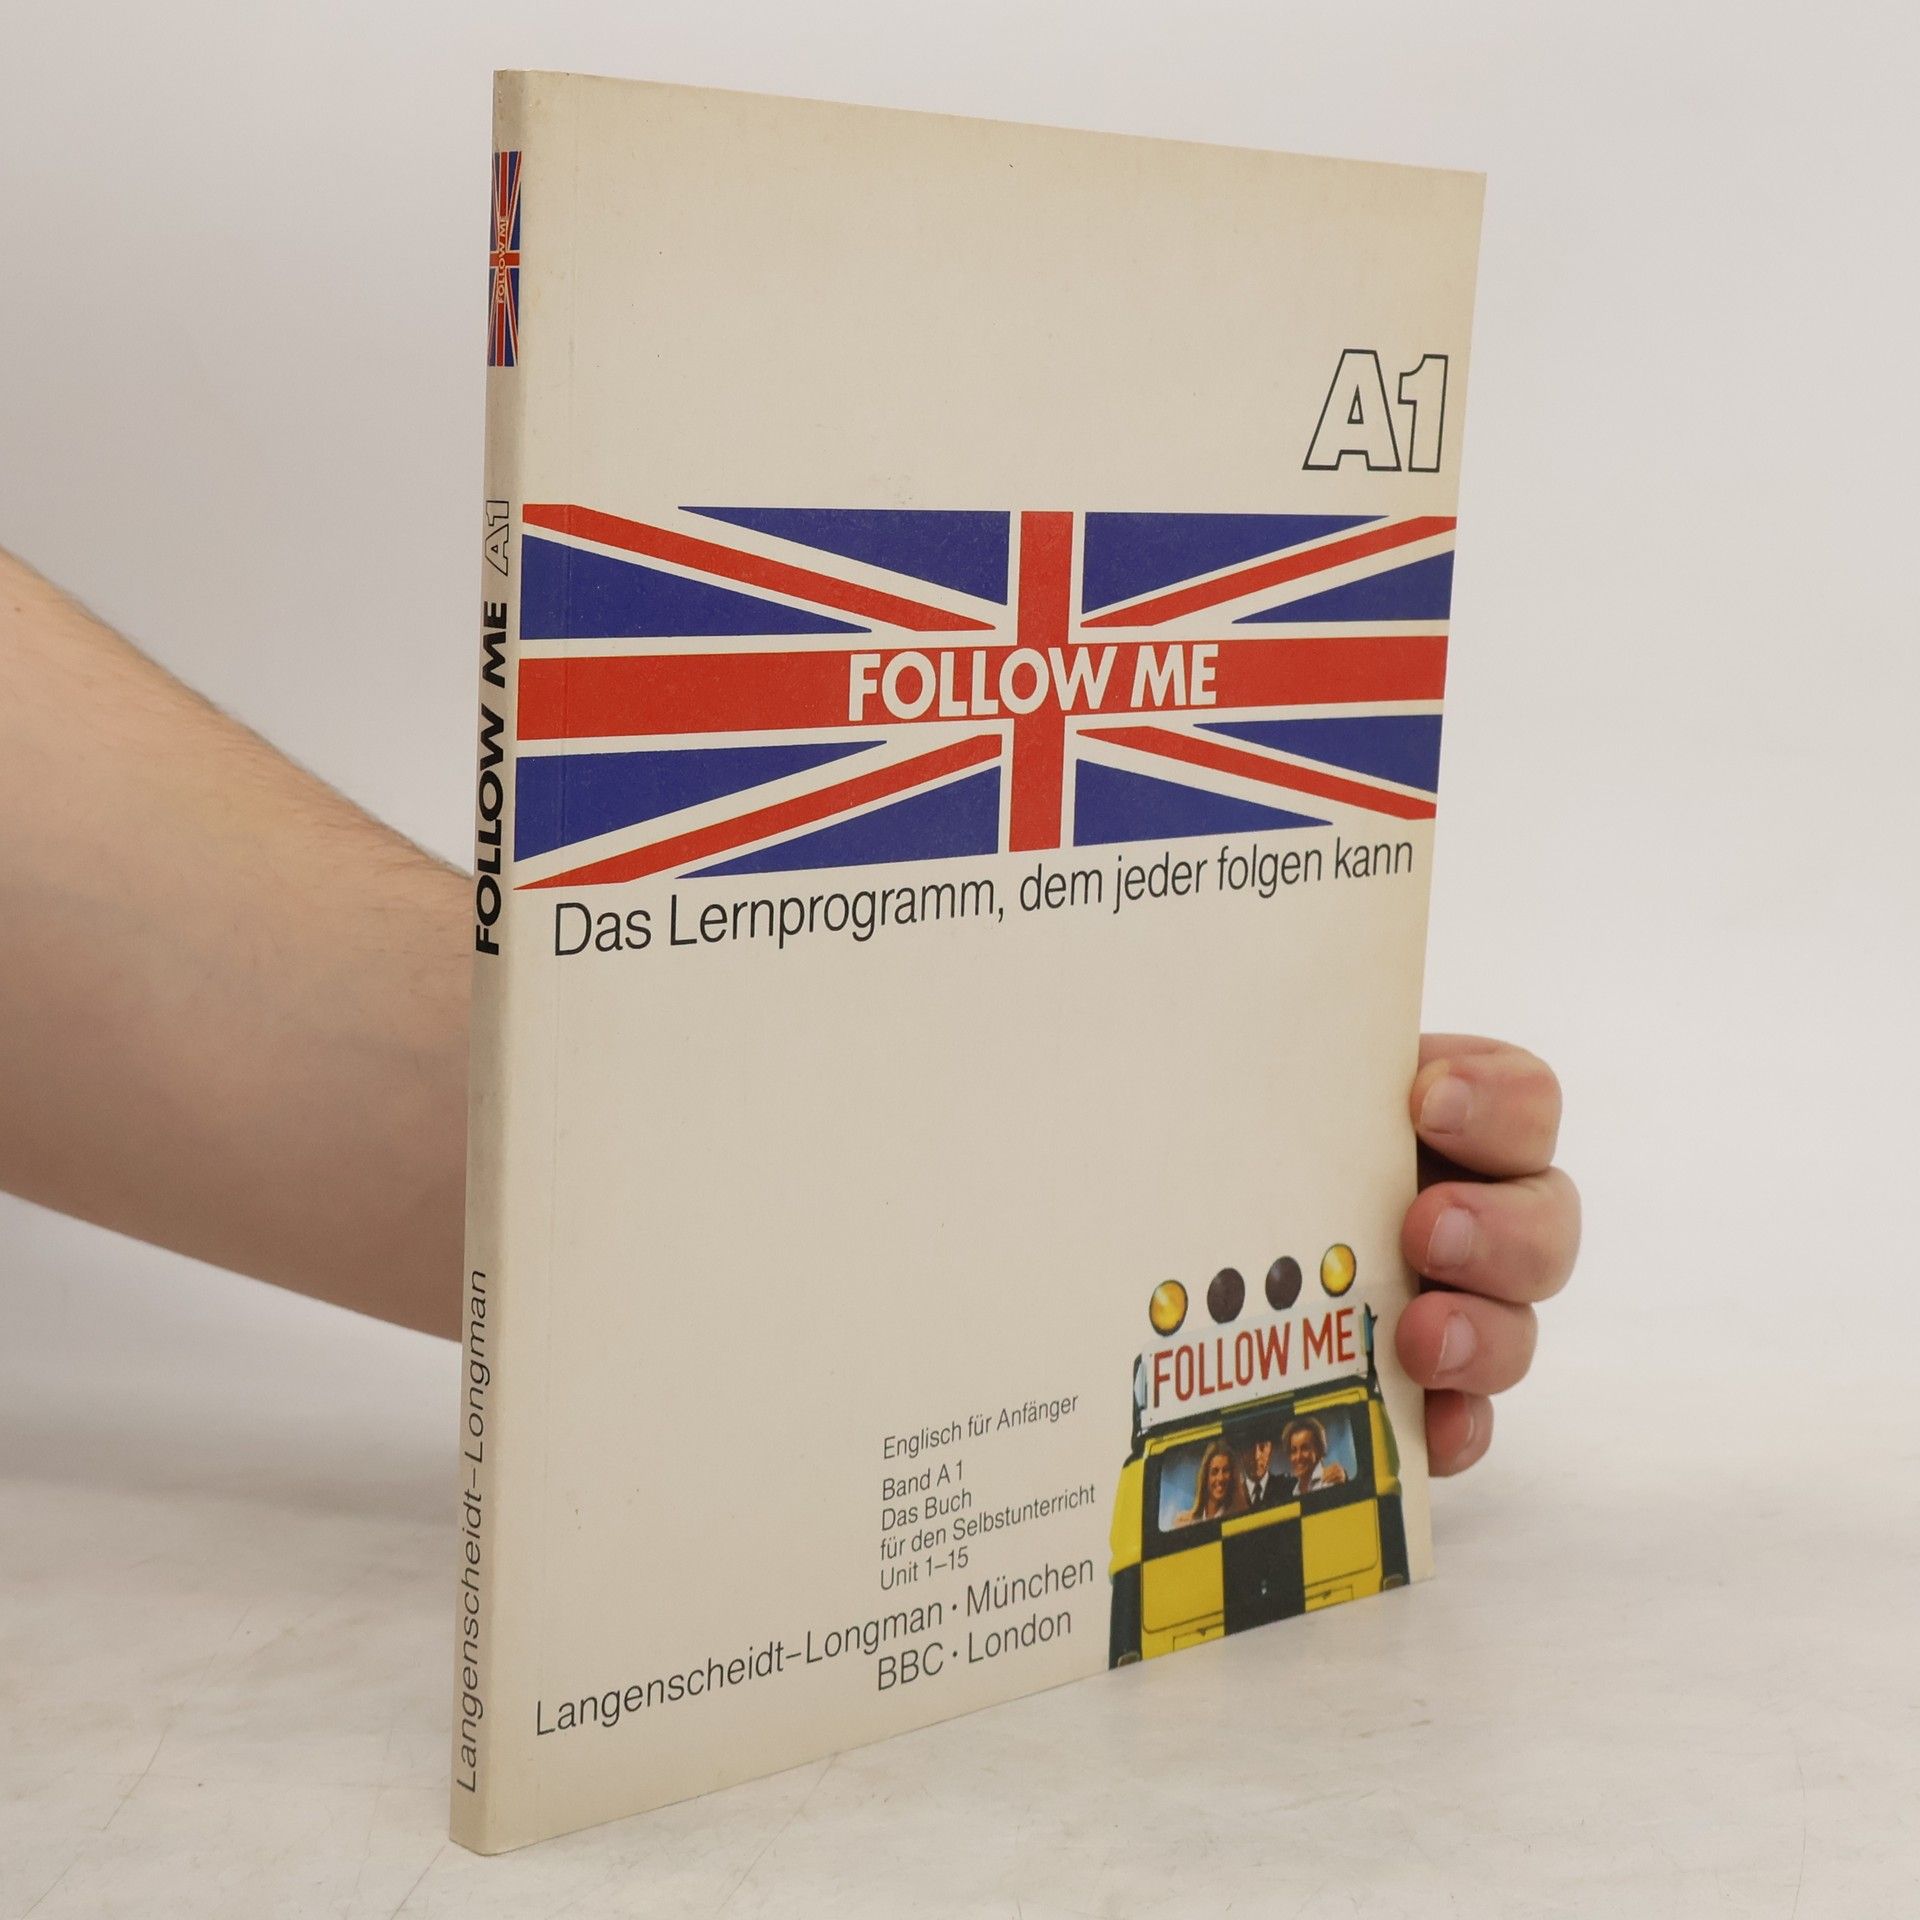 FOLLOW ME
FOLLOW ME A1
Langenscheidt–Longman
A1
FOLLOW ME
Das Lernprogramm, dem jeder folgen kann
FOLLOW ME
Englisch für Anfänger
Band A 1
Das Buch
für den Selbstunterricht
Unit 1–15
Langenscheidt–Longman · München
BBC · London